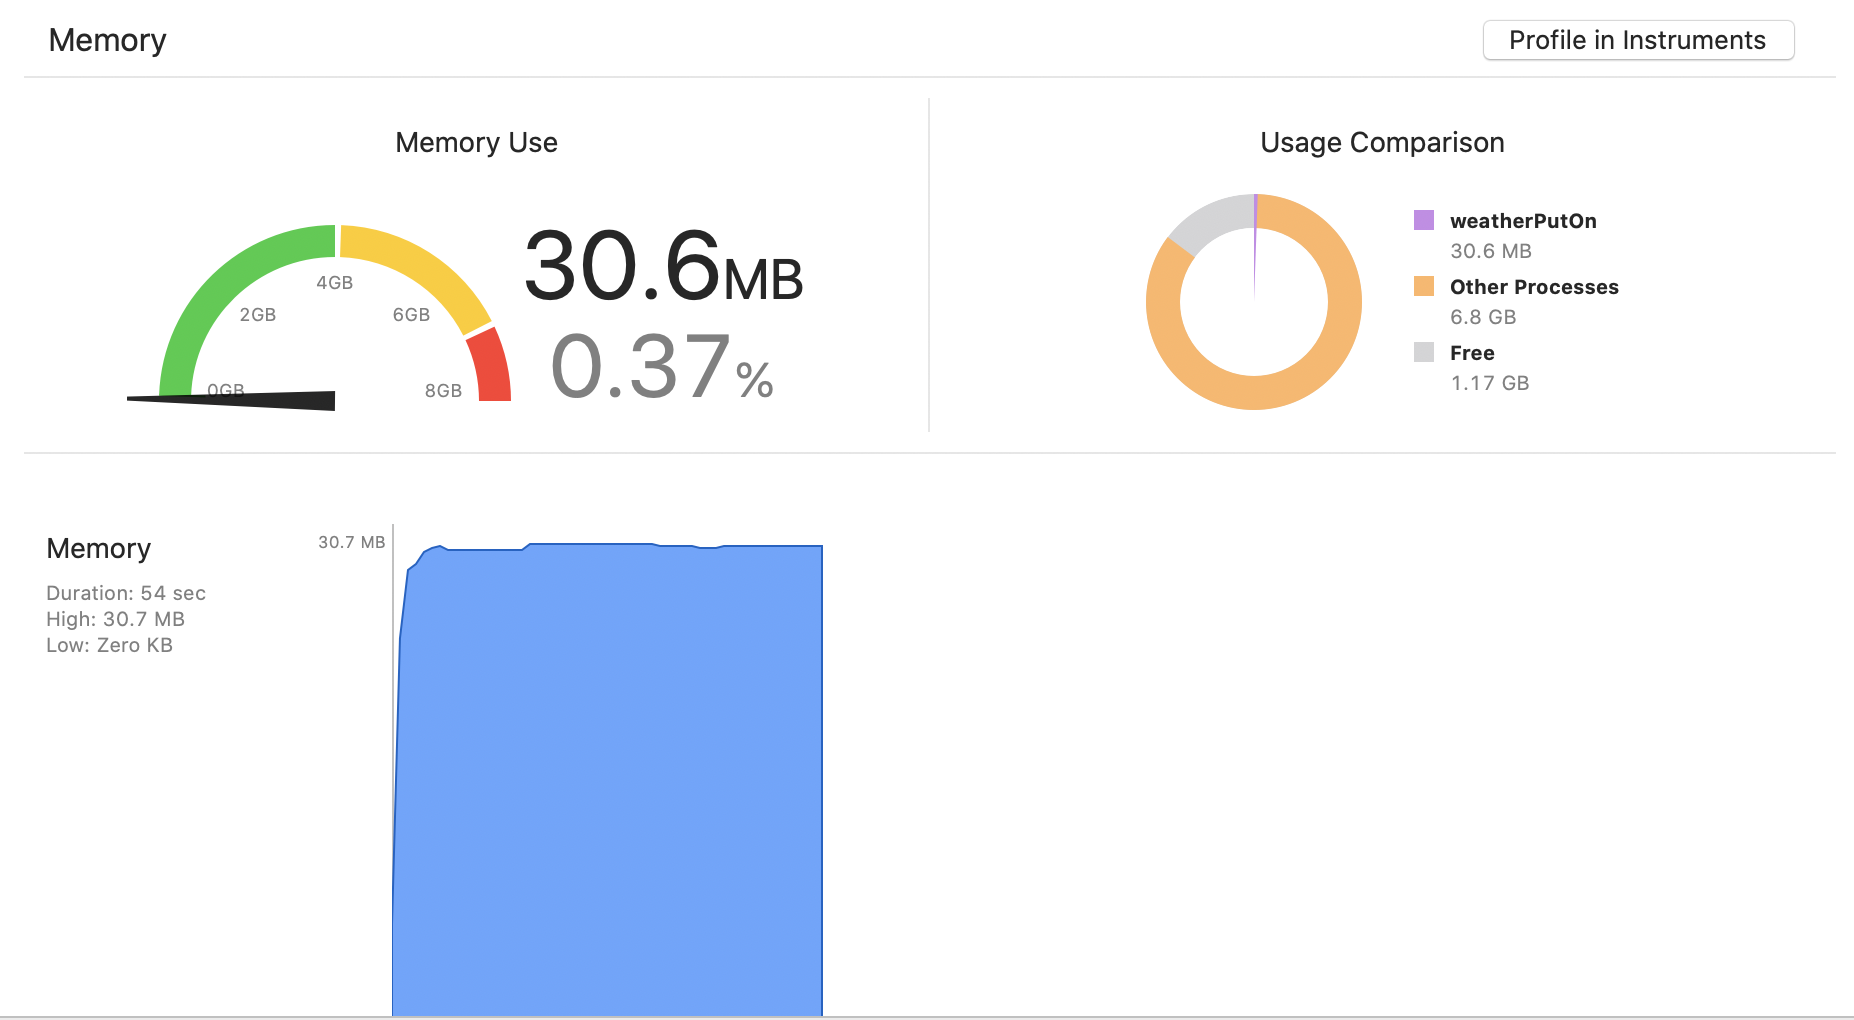 Memory
Profile in Instruments
Memory Use
Usage Comparison
0GB
2GB
4GB
6GB
8GB
30.6MB
0.37%
weatherPutOn
30.6 MB
Other Processes
6.8 GB
Free
1.17 GB
Memory
Duration: 54 sec
High: 30.7 MB
Low: Zero KB
30.7 MB